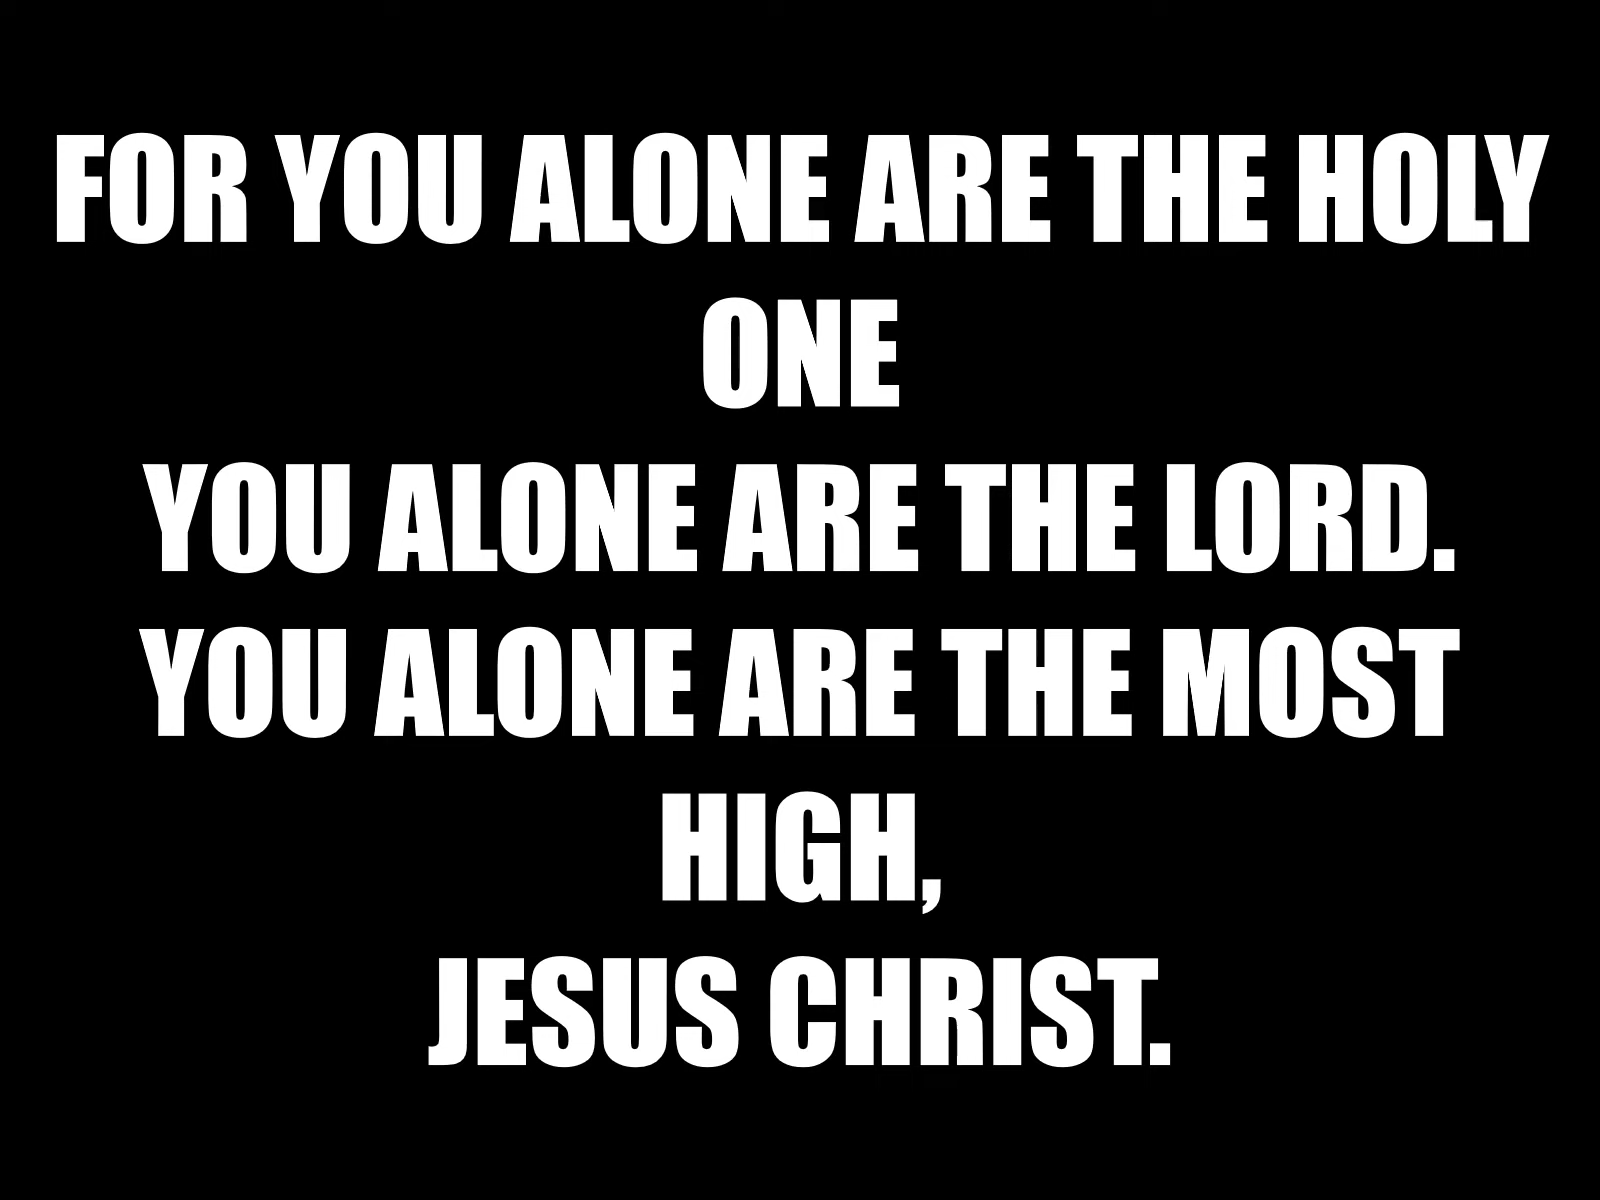 FOR YOU ALONE ARE THE HOLY
ONE
YOU ALONE ARE THE LORD.
YOU ALONE ARE THE MOST
HIGH,
JESUS CHRIST.